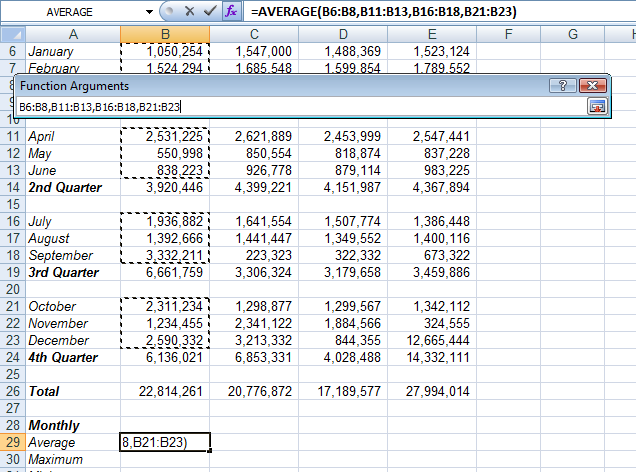 AVERAGE fx =AVERAGE(B6:B8,B11:B13,B16:B18,B21:B23)
A B C D E F G
6 January 1,050,254 1,547,000 1,488,369 1,523,124
7 February 1,524,294 1,685,548 1,599,854 1,789,552
Function Arguments ?
B6:B8,B11:B13,B16:B18,B21:B23
10
11 April 2,531,225 2,621,889 2,453,999 2,547,441
12 May 550,998 850,554 818,874 837,228
13 June 838,223 926,778 879,114 983,225
14 2nd Quarter 3,920,446 4,399,221 4,151,987 4,367,894
15
16 July 1,936,882 1,641,554 1,507,774 1,386,448
17 August 1,392,666 1,441,447 1,349,552 1,400,116
18 September 3,332,211 223,323 322,332 673,322
19 3rd Quarter 6,661,759 3,306,324 3,179,658 3,459,886
20
21 October 2,311,234 1,298,877 1,299,567 1,342,112
22 November 1,234,455 2,341,122 1,884,566 324,555
23 December 2,590,332 3,213,332 844,355 12,665,444
24 4th Quarter 6,136,021 6,853,331 4,028,488 14,332,111
25
26 Total 22,814,261 20,776,872 17,189,577 27,994,014
27
28 Monthly
29 Average 8,B21:B23)
30 Maximum